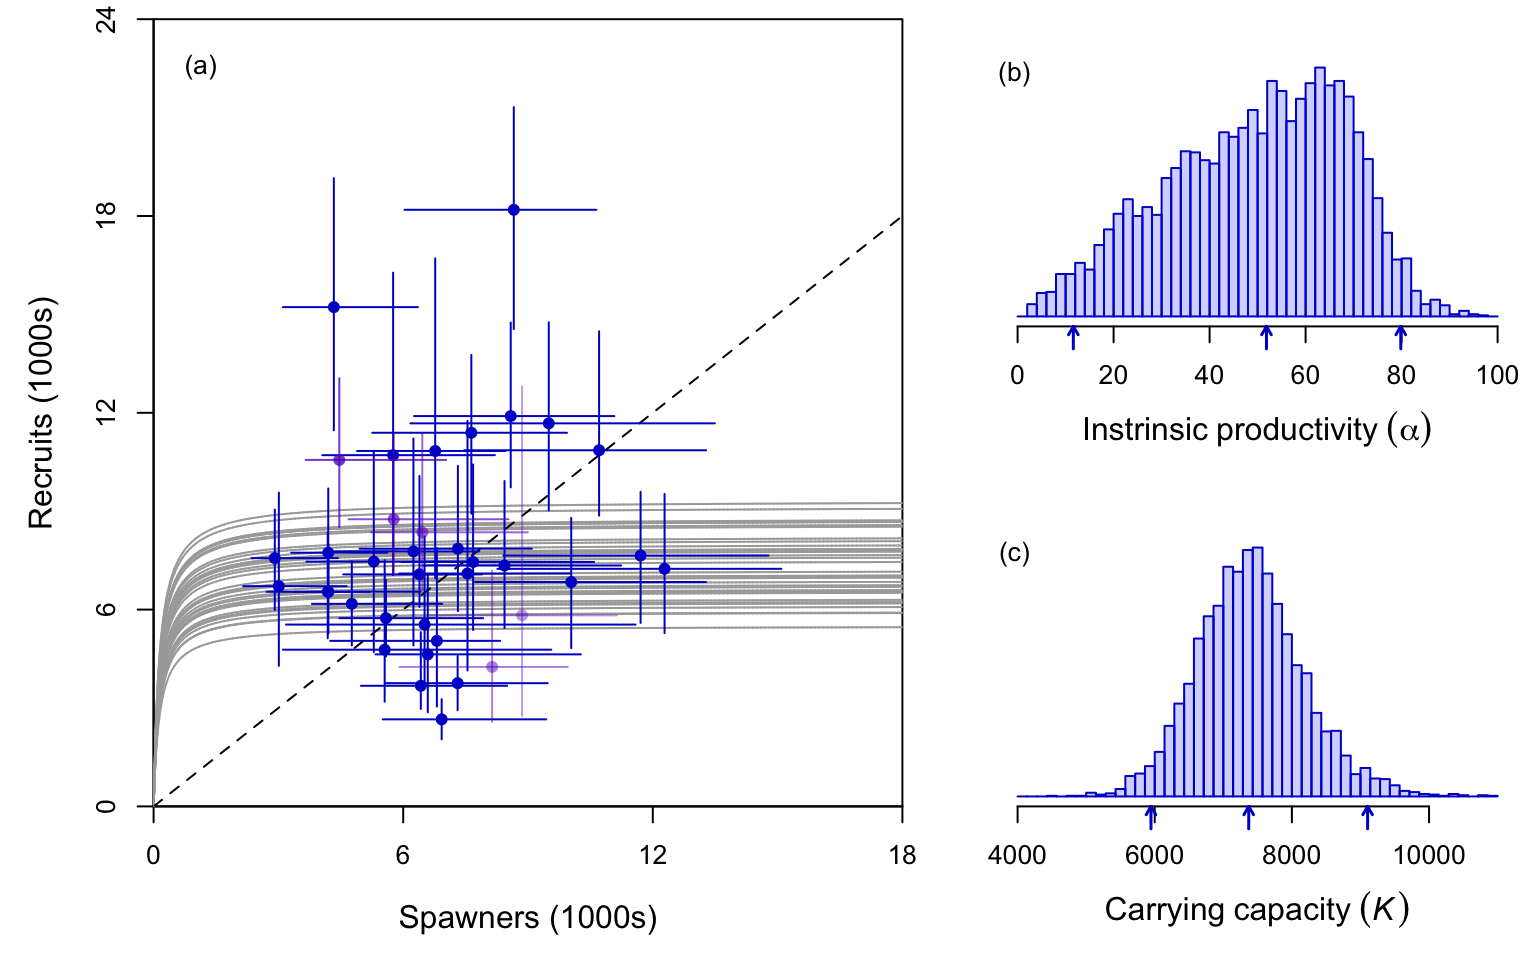 (a)
24
18
12
6
0
Recruits (1000s)
0 6 12 18
Spawners (1000s)
(b)
0 20 40 60 80 100
Instrinsic productivity (α)
(c)
4000 6000 8000 10000
Carrying capacity (K)